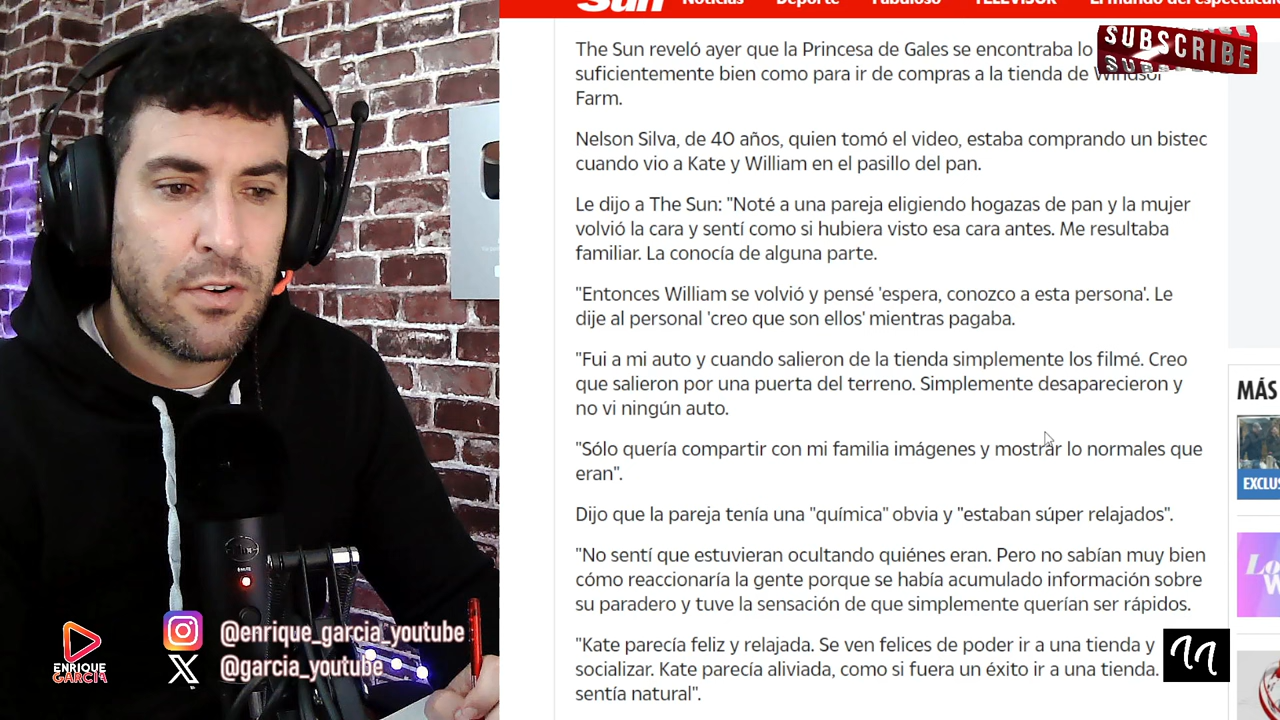 Sun Noticias Deporte Fabuloso TELEVISOR El mundo del espectáculo
SUBSCRIBE
The Sun reveló ayer que la Princesa de Gales se encontraba lo
suficientemente bien como para ir de compras a la tienda de Windsor
Farm.
Nelson Silva, de 40 años, quien tomó el video, estaba comprando un bistec
cuando vio a Kate y William en el pasillo del pan.
Le dijo a The Sun: "Noté a una pareja eligiendo hogazas de pan y la mujer
volvió la cara y sentí como si hubiera visto esa cara antes. Me resultaba
familiar. La conocía de alguna parte.
"Entonces William se volvió y pensé 'espera, conozco a esta persona'. Le
dije al personal 'creo que son ellos' mientras pagaba.
"Fui a mi auto y cuando salieron de la tienda simplemente los filmé. Creo
que salieron por una puerta del terreno. Simplemente desaparecieron y
no vi ningún auto.
"Sólo quería compartir con mi familia imágenes y mostrar lo normales que
eran".
Dijo que la pareja tenía una "química" obvia y "estaban súper relajados".
"No sentí que estuvieran ocultando quiénes eran. Pero no sabían muy bien
cómo reaccionaría la gente porque se había acumulado información sobre
su paradero y tuve la sensación de que simplemente querían ser rápidos.
"Kate parecía feliz y relajada. Se ven felices de poder ir a una tienda y
socializar. Kate parecía aliviada, como si fuera un éxito ir a una tienda.
sentía natural".
MÁS
EXCLUS
ENRIQUE
GARCIA
@enrique_garcia_youtube
@garcia_youtube